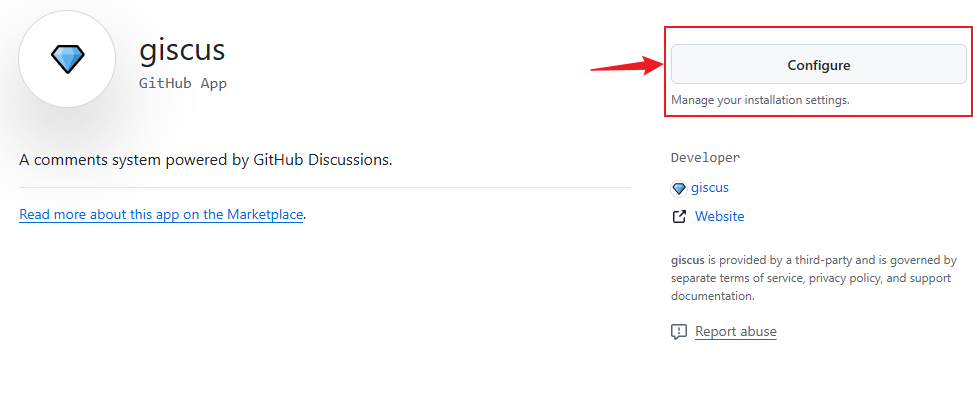 giscus
GitHub App
A comments system powered by GitHub Discussions.
Read more about this app on the Marketplace.
Configure
Manage your installation settings.
Developer
giscus
Website
giscus is provided by a third-party and is governed by
separate terms of service, privacy policy, and support
documentation.
Report abuse